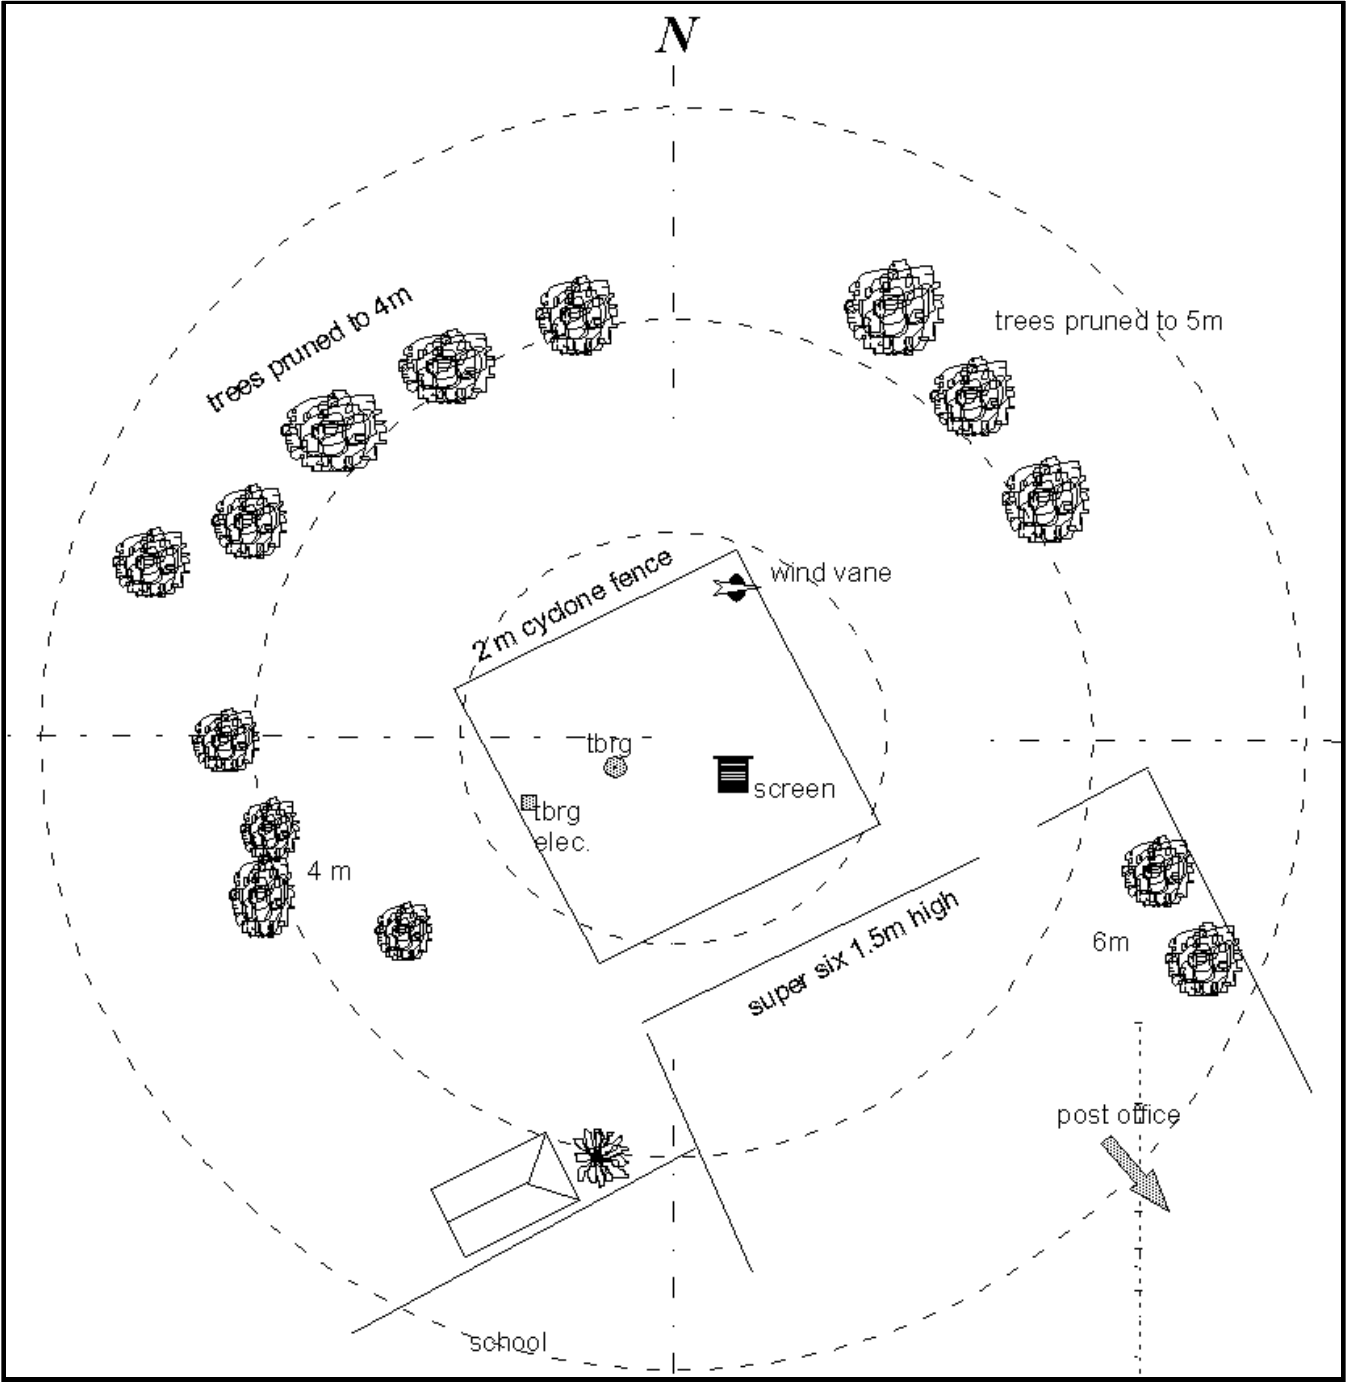 N
trees pruned to 4m
trees pruned to 5m
wind vane
2 m cyclone fence
tbrg
screen
tbrg
elec.
4 m
super six 1.5m high
6m
post office
school